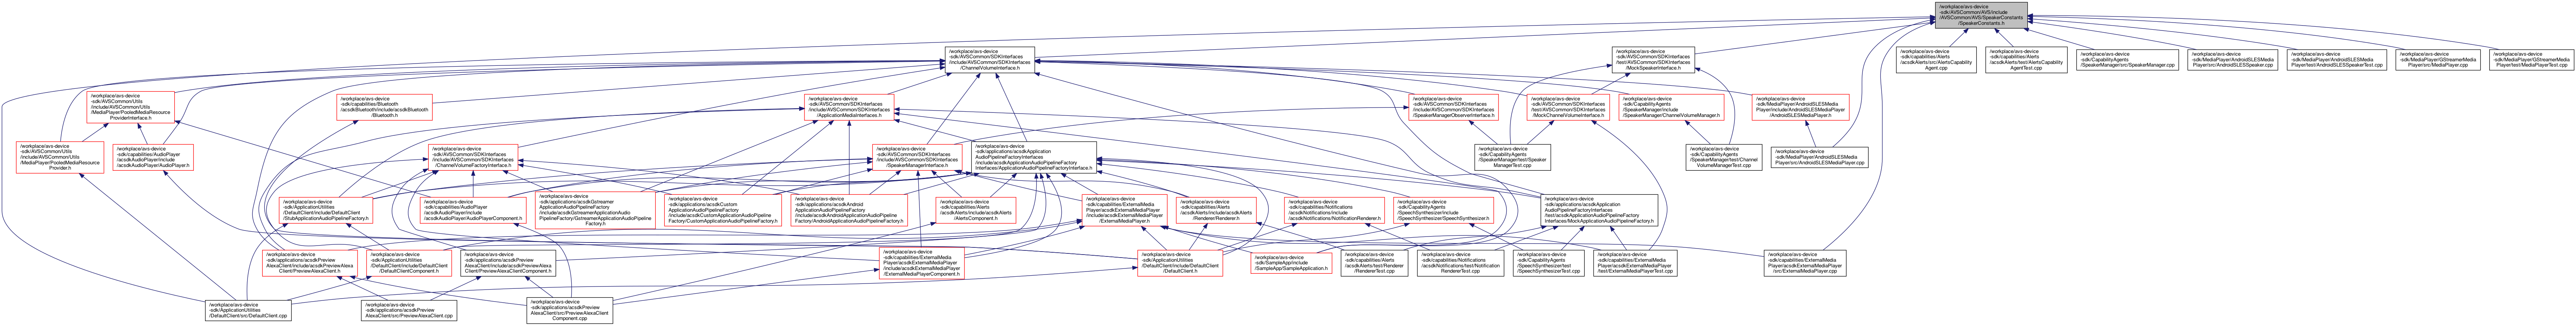 /workplace/avs-device
-sdk/AVSCommon/AVS/include
/AVSCommon/AVS/SpeakerConstants
/SpeakerConstants.h
/workplace/avs-device
-sdk/AVSCommon/SDKInterfaces
/include/AVSCommon/SDKInterfaces
/ChannelVolumeInterface.h
/workplace/avs-device
-sdk/AVSCommon/SDKInterfaces
/test/AVSCommon/SDKInterfaces
/MockSpeakerInterface.h
/workplace/avs-device
-sdk/capabilities/Alerts
/acsdkAlerts/src/AlertsCapability
Agent.cpp
/workplace/avs-device
-sdk/capabilities/Alerts
/acsdkAlerts/test/AlertsCapability
AgentTest.cpp
/workplace/avs-device
-sdk/CapabilityAgents
/SpeakerManager/src/SpeakerManager.cpp
/workplace/avs-device
-sdk/MediaPlayer/AndroidSLESMedia
Player/src/AndroidSLESSpeaker.cpp
/workplace/avs-device
-sdk/MediaPlayer/AndroidSLESMedia
Player/test/AndroidSLESSpeakerTest.cpp
/workplace/avs-device
-sdk/MediaPlayer/GStreamerMedia
Player/src/MediaPlayer.cpp
/workplace/avs-device
-sdk/MediaPlayer/GStreamerMedia
Player/test/MediaPlayerTest.cpp
/workplace/avs-device
-sdk/AVSCommon/Utils
/include/AVSCommon/Utils
/MediaPlayer/PooledMediaResource
ProviderInterface.h
/workplace/avs-device
-sdk/capabilities/Bluetooth
/acsdkBluetooth/include/acsdkBluetooth
/Bluetooth.h
/workplace/avs-device
-sdk/AVSCommon/SDKInterfaces
/include/AVSCommon/SDKInterfaces
/ApplicationMediaInterfaces.h
/workplace/avs-device
-sdk/AVSCommon/SDKInterfaces
/include/AVSCommon/SDKInterfaces
/SpeakerManagerObserverInterface.h
/workplace/avs-device
-sdk/AVSCommon/SDKInterfaces
/test/AVSCommon/SDKInterfaces
/MockChannelVolumeInterface.h
/workplace/avs-device
-sdk/CapabilityAgents
/SpeakerManager/include
/SpeakerManager/ChannelVolumeManager.h
/workplace/avs-device
-sdk/MediaPlayer/AndroidSLESMedia
Player/include/AndroidSLESMediaPlayer
/AndroidSLESMediaPlayer.h
/workplace/avs-device
-sdk/AVSCommon/Utils
/include/AVSCommon/Utils
/MediaPlayer/PooledMediaResource
Provider.h
/workplace/avs-device
-sdk/capabilities/AudioPlayer
/acsdkAudioPlayer/include
/acsdkAudioPlayer/AudioPlayer.h
/workplace/avs-device
-sdk/AVSCommon/SDKInterfaces
/include/AVSCommon/SDKInterfaces
/ChannelVolumeFactoryInterface.h
/workplace/avs-device
-sdk/AVSCommon/SDKInterfaces
/include/AVSCommon/SDKInterfaces
/SpeakerManagerInterface.h
/workplace/avs-device
-sdk/applications/acsdkApplication
AudioPipelineFactoryInterfaces
/include/acsdkApplicationAudioPipelineFactory
Interfaces/ApplicationAudioPipelineFactoryInterface.h
/workplace/avs-device
-sdk/CapabilityAgents
/SpeakerManager/test/Speaker
ManagerTest.cpp
/workplace/avs-device
-sdk/CapabilityAgents
/SpeakerManager/test/Channel
VolumeManagerTest.cpp
/workplace/avs-device
-sdk/MediaPlayer/AndroidSLESMedia
Player/src/AndroidSLESMediaPlayer.cpp
/workplace/avs-device
-sdk/ApplicationUtilities
/DefaultClient/include/DefaultClient
/StubApplicationAudioPipelineFactory.h
/workplace/avs-device
-sdk/capabilities/AudioPlayer
/acsdkAudioPlayer/include
/acsdkAudioPlayer/AudioPlayerComponent.h
/workplace/avs-device
-sdk/applications/acsdkGstreamer
ApplicationAudioPipelineFactory
/include/acsdkGstreamerApplicationAudio
PipelineFactory/GstreamerApplicationAudioPipeline
Factory.h
/workplace/avs-device
-sdk/applications/acsdkCustom
ApplicationAudioPipelineFactory
/include/acsdkCustomApplicationAudioPipeline
Factory/CustomApplicationAudioPipelineFactory.h
/workplace/avs-device
-sdk/applications/acsdkAndroid
ApplicationAudioPipelineFactory
/include/acsdkAndroidApplicationAudioPipeline
Factory/AndroidApplicationAudioPipelineFactory.h
/workplace/avs-device
-sdk/capabilities/Alerts
/acsdkAlerts/include/acsdkAlerts
/AlertsComponent.h
/workplace/avs-device
-sdk/capabilities/ExternalMedia
Player/acsdkExternalMediaPlayer
/include/acsdkExternalMediaPlayer
/ExternalMediaPlayer.h
/workplace/avs-device
-sdk/capabilities/Alerts
/acsdkAlerts/include/acsdkAlerts
/Renderer/Renderer.h
/workplace/avs-device
-sdk/capabilities/Notifications
/acsdkNotifications/include
/acsdkNotifications/NotificationRenderer.h
/workplace/avs-device
-sdk/CapabilityAgents
/SpeechSynthesizer/include
/SpeechSynthesizer/SpeechSynthesizer.h
/workplace/avs-device
-sdk/applications/acsdkApplication
AudioPipelineFactoryInterfaces
/test/acsdkApplicationAudioPipelineFactory
Interfaces/MockApplicationAudioPipelineFactory.h
/workplace/avs-device
-sdk/applications/acsdkPreview
AlexaClient/include/acsdkPreviewAlexa
Client/PreviewAlexaClient.h
/workplace/avs-device
-sdk/ApplicationUtilities
/DefaultClient/include/DefaultClient
/DefaultClientComponent.h
/workplace/avs-device
-sdk/applications/acsdkPreview
AlexaClient/include/acsdkPreviewAlexa
Client/PreviewAlexaClientComponent.h
/workplace/avs-device
-sdk/capabilities/ExternalMedia
Player/acsdkExternalMediaPlayer
/include/acsdkExternalMediaPlayer
/ExternalMediaPlayerComponent.h
/workplace/avs-device
-sdk/ApplicationUtilities
/DefaultClient/include/DefaultClient
/DefaultClient.h
/workplace/avs-device
-sdk/SampleApp/include
/SampleApp/SampleApplication.h
/workplace/avs-device
-sdk/capabilities/Alerts
/acsdkAlerts/test/Renderer
/RendererTest.cpp
/workplace/avs-device
-sdk/capabilities/Notifications
/acsdkNotifications/test/Notification
RendererTest.cpp
/workplace/avs-device
-sdk/CapabilityAgents
/SpeechSynthesizer/test
/SpeechSynthesizerTest.cpp
/workplace/avs-device
-sdk/capabilities/ExternalMedia
Player/acsdkExternalMediaPlayer
/test/ExternalMediaPlayerTest.cpp
/workplace/avs-device
-sdk/capabilities/ExternalMedia
Player/acsdkExternalMediaPlayer
/src/ExternalMediaPlayer.cpp
/workplace/avs-device
-sdk/ApplicationUtilities
/DefaultClient/src/DefaultClient.cpp
/workplace/avs-device
-sdk/applications/acsdkPreview
AlexaClient/src/PreviewAlexaClient.cpp
/workplace/avs-device
-sdk/applications/acsdkPreview
AlexaClient/src/PreviewAlexaClient
Component.cpp